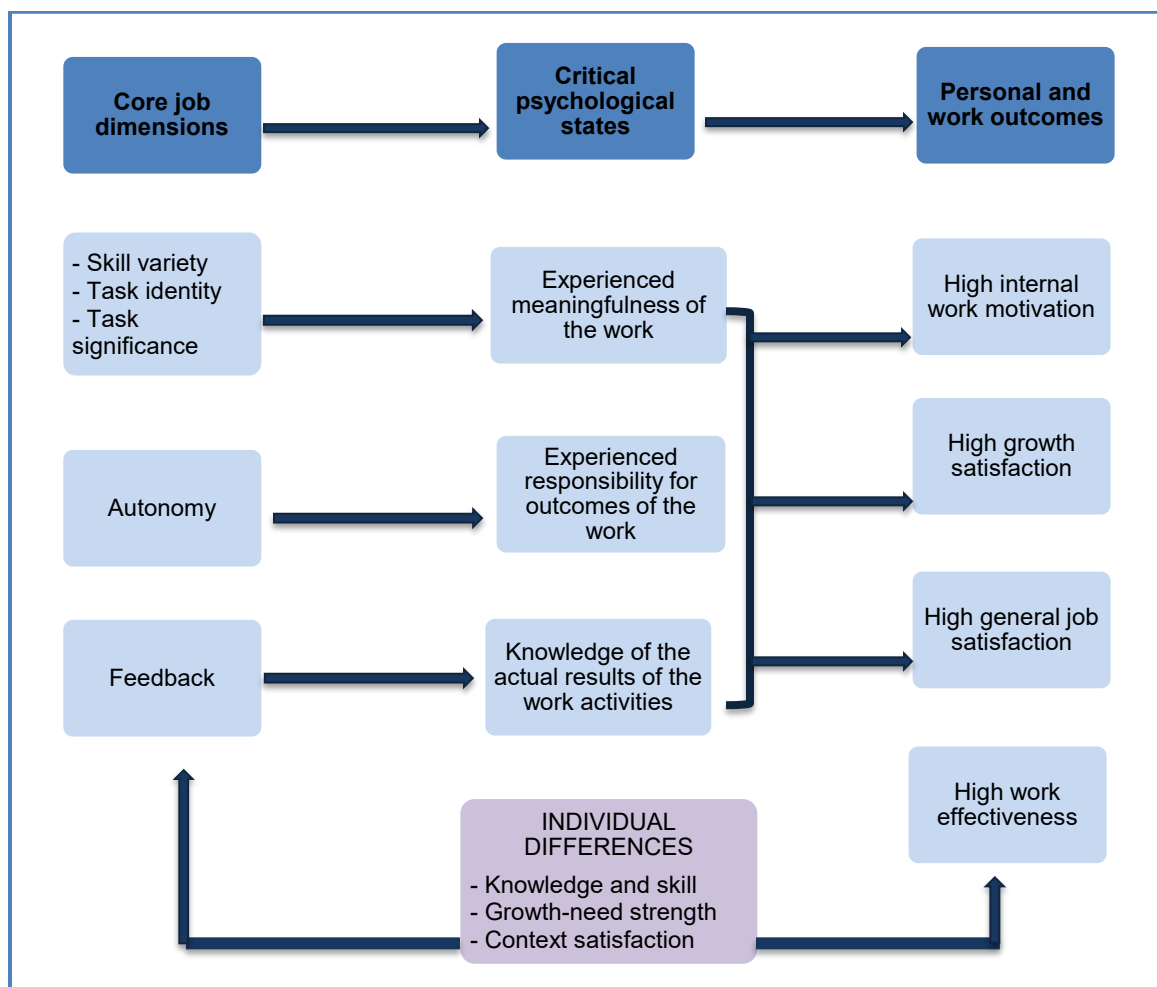 Core job
dimensions
Critical
psychological
states
Personal and
work outcomes
- Skill variety
- Task identity
- Task
significance
Experienced
meaningfulness of
the work
High internal
work motivation
Autonomy
Experienced
responsibility for
outcomes of the
work
High growth
satisfaction
Feedback
Knowledge of the
actual results of the
work activities
High general job
satisfaction
High work
effectiveness
INDIVIDUAL
DIFFERENCES
- Knowledge and skill
- Growth-need strength
- Context satisfaction